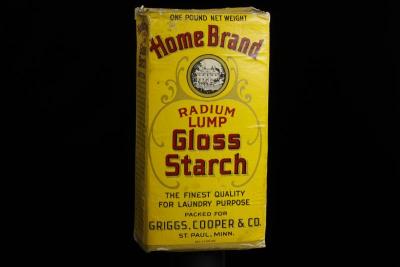 ONE POUND NET WEIGHT
Home Brand
RADIUM
LUMP
Gloss
Starch
THE FINEST QUALITY
FOR LAUNDRY PURPOSE
PACKED FOR
GRIGGS, COOPER & CO.
ST. PAUL, MINN.